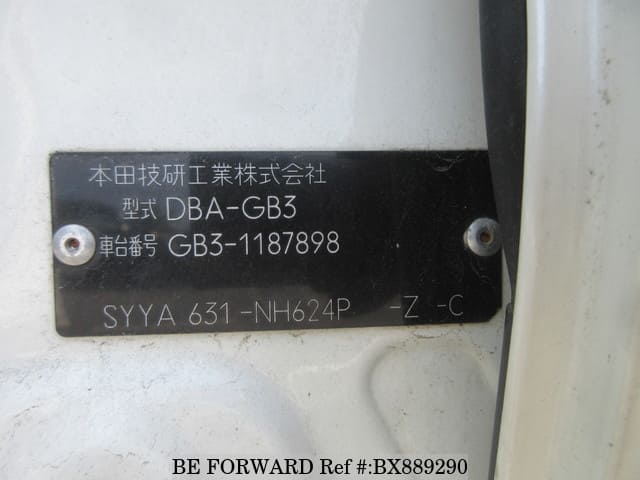 本田技研工業株式会社
型式 DBA-GB3
車台番号 GB3-1187898
SYYA 631 -NH624P -Z -C
BE FORWARD Ref #:BX889290